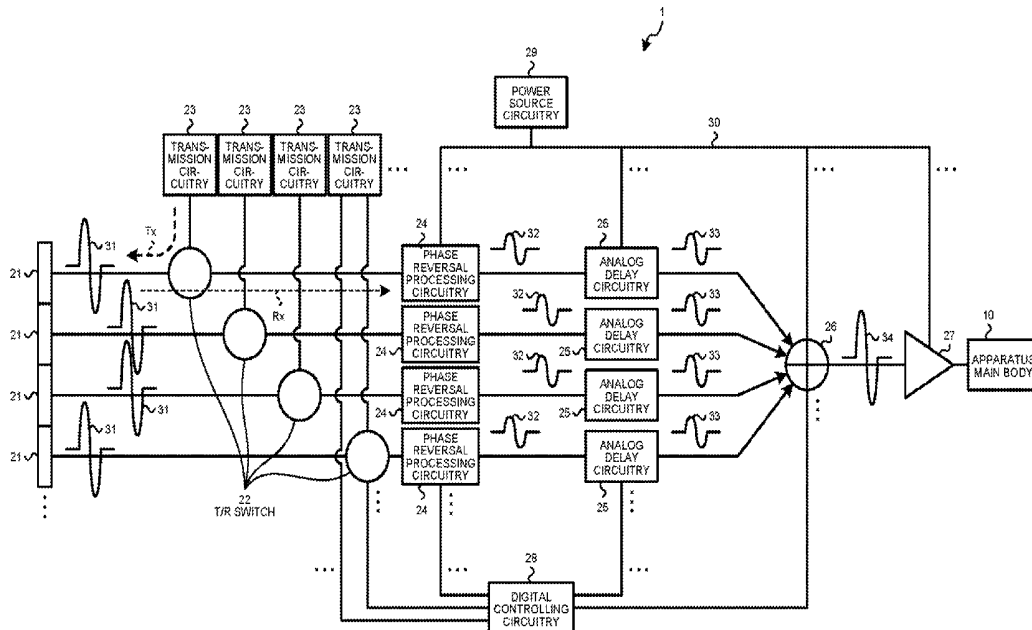 1
29
POWER
SOURCE
CIRCUITRY
23 23 23 23
TRANS-
MISSION
CIR-
CUITRY
TRANS-
MISSION
CIR-
CUITRY
TRANS-
MISSION
CIR-
CUITRY
TRANS-
MISSION
CIR-
CUITRY
30
31
Tx
24
PHASE
REVERSAL
PROCESSING
CIRCUITRY
32
25
ANALOG
DELAY
CIRCUITRY
33
21
31
Rx
24
PHASE
REVERSAL
PROCESSING
CIRCUITRY
32
25
ANALOG
DELAY
CIRCUITRY
33
21
26
34
27
10
APPARATUS
MAIN BODY
31
24
PHASE
REVERSAL
PROCESSING
CIRCUITRY
32
25
ANALOG
DELAY
CIRCUITRY
33
21
31
24
PHASE
REVERSAL
PROCESSING
CIRCUITRY
32
25
ANALOG
DELAY
CIRCUITRY
33
21
22
T/R SWITCH
28
DIGITAL
CONTROLLING
CIRCUITRY